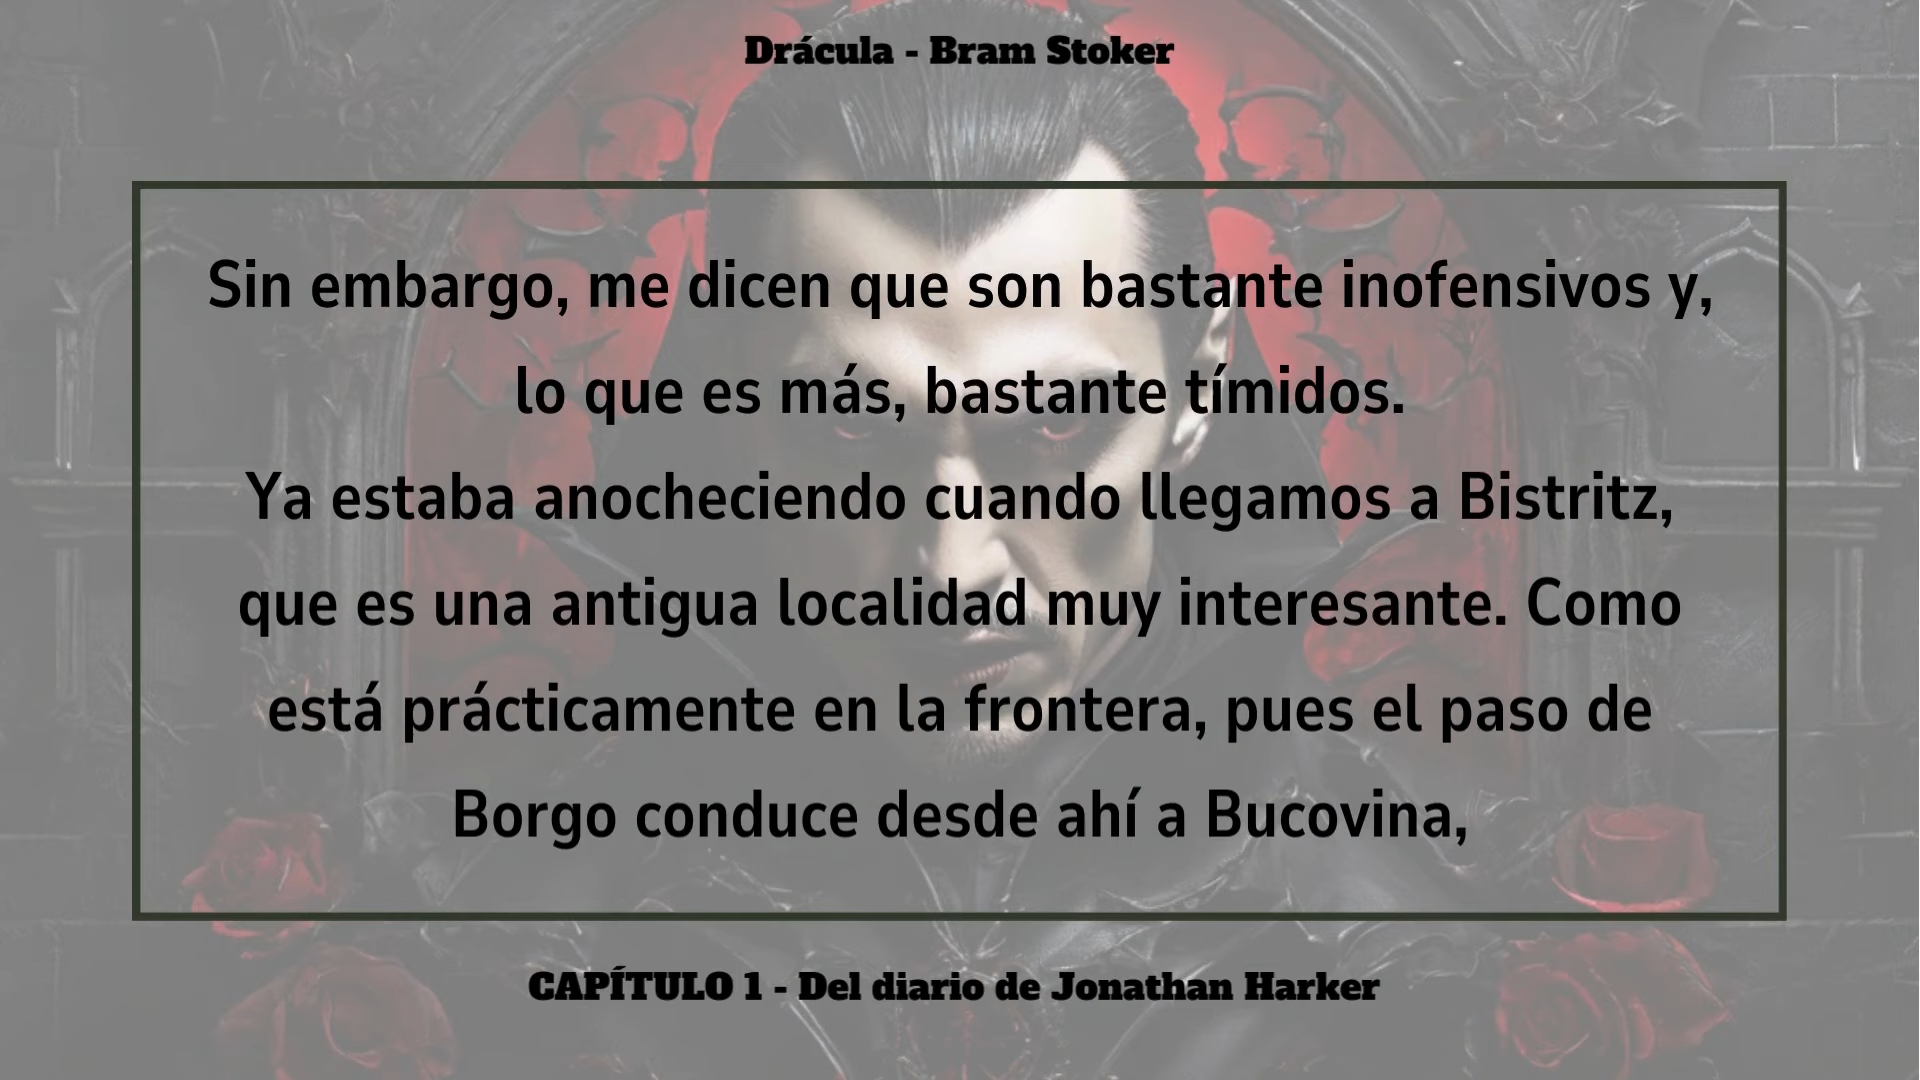 Drácula - Bram Stoker
Sin embargo, me dicen que son bastante inofensivos y,
lo que es más, bastante tímidos.
Ya estaba anocheciendo cuando llegamos a Bistritz,
que es una antigua localidad muy interesante. Como
está prácticamente en la frontera, pues el paso de
Borgo conduce desde ahí a Bucovina,
CAPÍTULO 1 - Del diario de Jonathan Harker